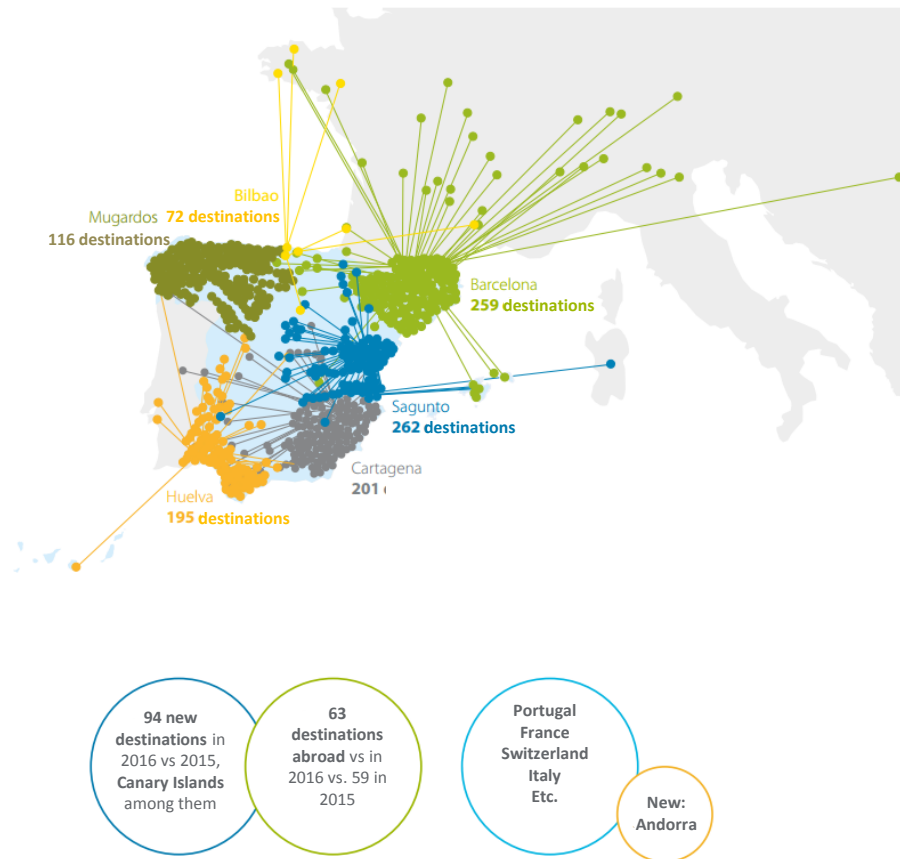 Bilbao
72 destinations
Mugardos
116 destinations
Barcelona
259 destinations
Sagunto
262 destinations
Cartagena
201
Huelva
195 destinations
94 new
destinations in
2016 vs 2015,
Canary Islands
among them
63
destinations
abroad vs in
2016 vs. 59 in
2015
Portugal
France
Switzerland
Italy
Etc.
New:
Andorra